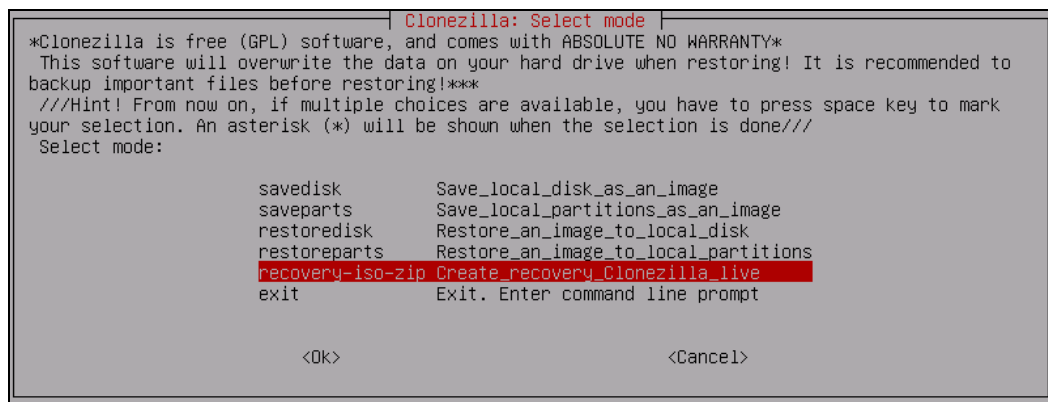 Clonezilla: Select mode
*Clonezilla is free (GPL) software, and comes with ABSOLUTE NO WARRANTY*
This software will overwrite the data on your hard drive when restoring! It is recommended to
backup important files before restoring!***
///Hint! From now on, if multiple choices are available, you have to press space key to mark
your selection. An asterisk (*) will be shown when the selection is done///
Select mode:
savedisk Save_local_disk_as_an_image
saveparts Save_local_partitions_as_an_image
restoredisk Restore_an_image_to_local_disk
restoreparts Restore_an_image_to_local_partitions
recovery-iso-zip Create_recovery_Clonezilla_live
exit Exit. Enter command line prompt
<Ok> <Cancel>